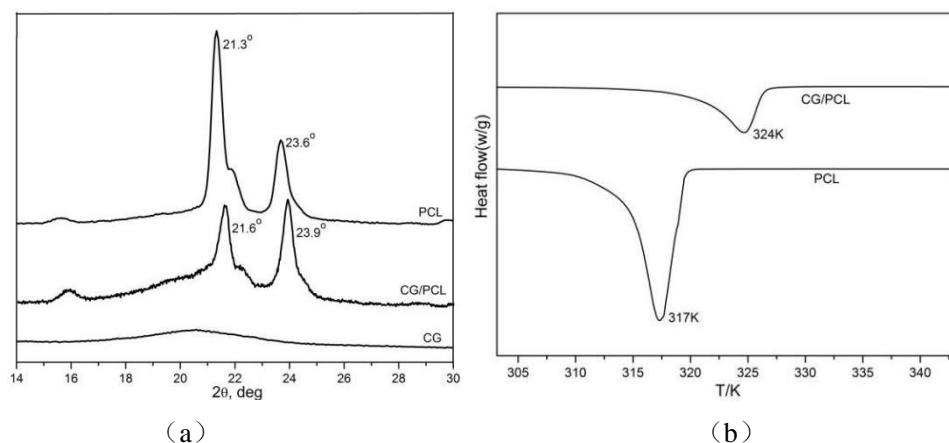 21.3°
23.6°
PCL
21.6°
23.9°
CG/PCL
CG
14 16 18 20 22 24 26 28 30
2θ, deg
（a）
Heat flow(w/g)
CG/PCL
324K
PCL
317K
305 310 315 320 325 330 335 340
T/K
（b）